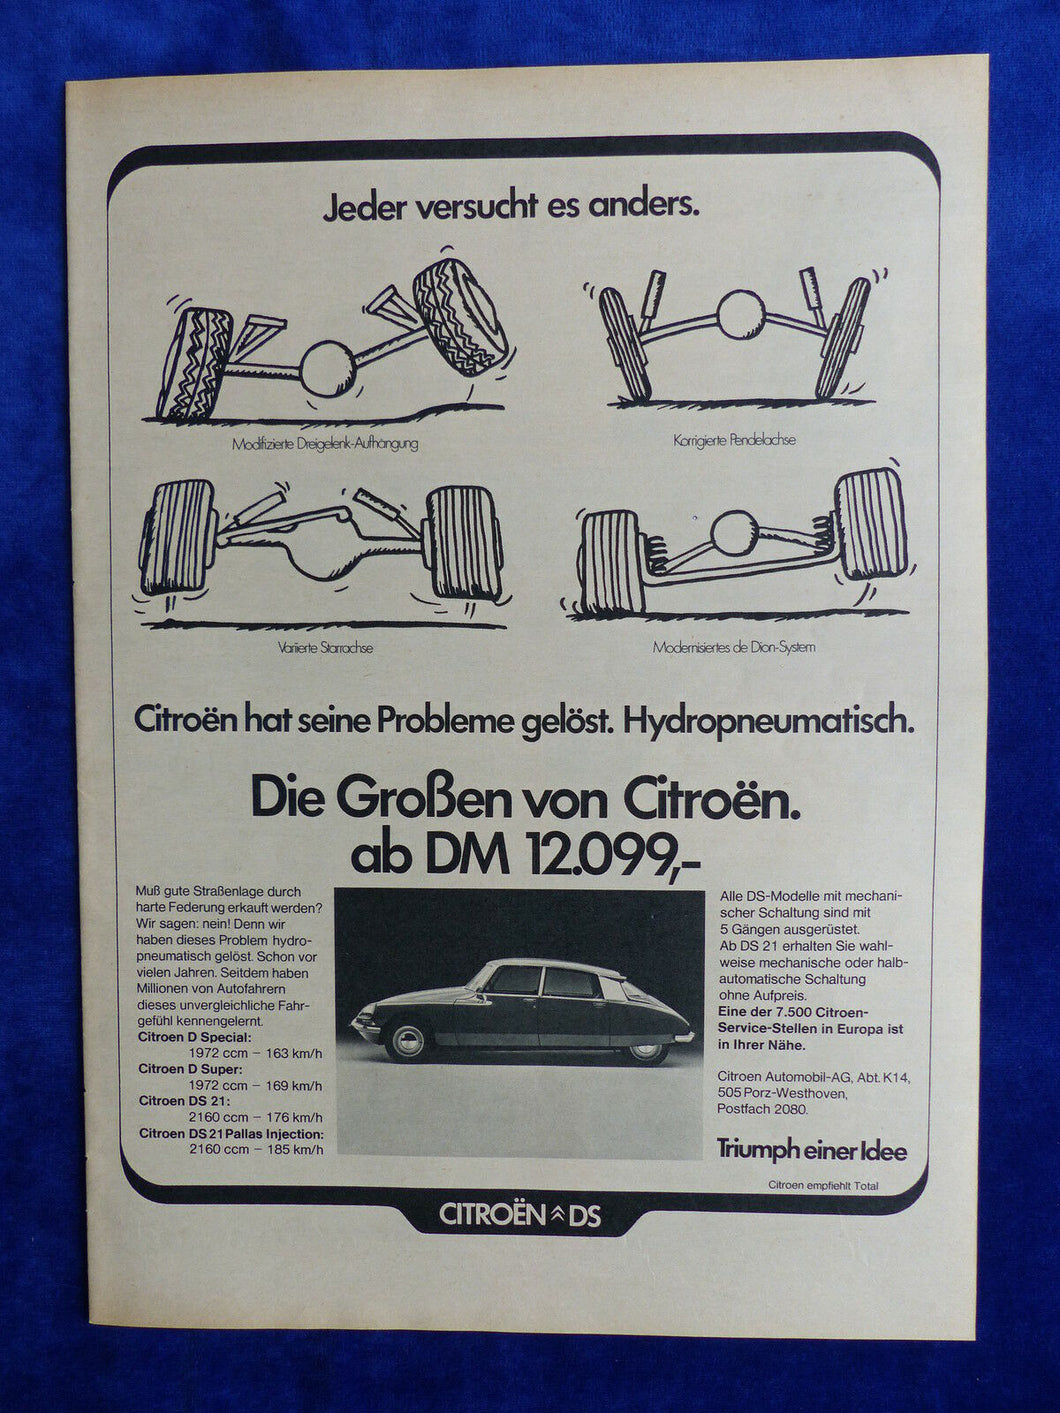 Jeder versucht es anders.
Modifizierte Dreigelenk-Aufhängung
Korrigierte Pendelachse
Variierte Starrachse
Modernisiertes de Dion-System
Citroën hat seine Probleme gelöst. Hydropneumatisch.
Die Großen von Citroën.
ab DM 12.099,-
Muß gute Straßenlage durch
harte Federung erkauft werden?
Wir sagen: nein! Denn wir
haben dieses Problem hydro-
pneumatisch gelöst. Schon vor
vielen Jahren. Seitdem haben
Millionen von Autofahrern
dieses unvergleichliche Fahr-
gefühl kennengelernt.
Citroen D Special:
1972 ccm – 163 km/h
Citroen D Super:
1972 ccm – 169 km/h
Citroen DS 21:
2160 ccm – 176 km/h
Citroen DS 21 Pallas Injection:
2160 ccm – 185 km/h
Alle DS-Modelle mit mechani-
scher Schaltung sind mit
5 Gängen ausgerüstet.
Ab DS 21 erhalten Sie wahl-
weise mechanische oder halb-
automatische Schaltung
ohne Aufpreis.
Eine der 7.500 Citroen-
Service-Stellen in Europa ist
in Ihrer Nähe.
Citroen Automobil-AG, Abt. K14,
505 Porz-Westhoven,
Postfach 2080.
Triumph einer Idee
Citroen empfiehlt Total
CITROËN DS